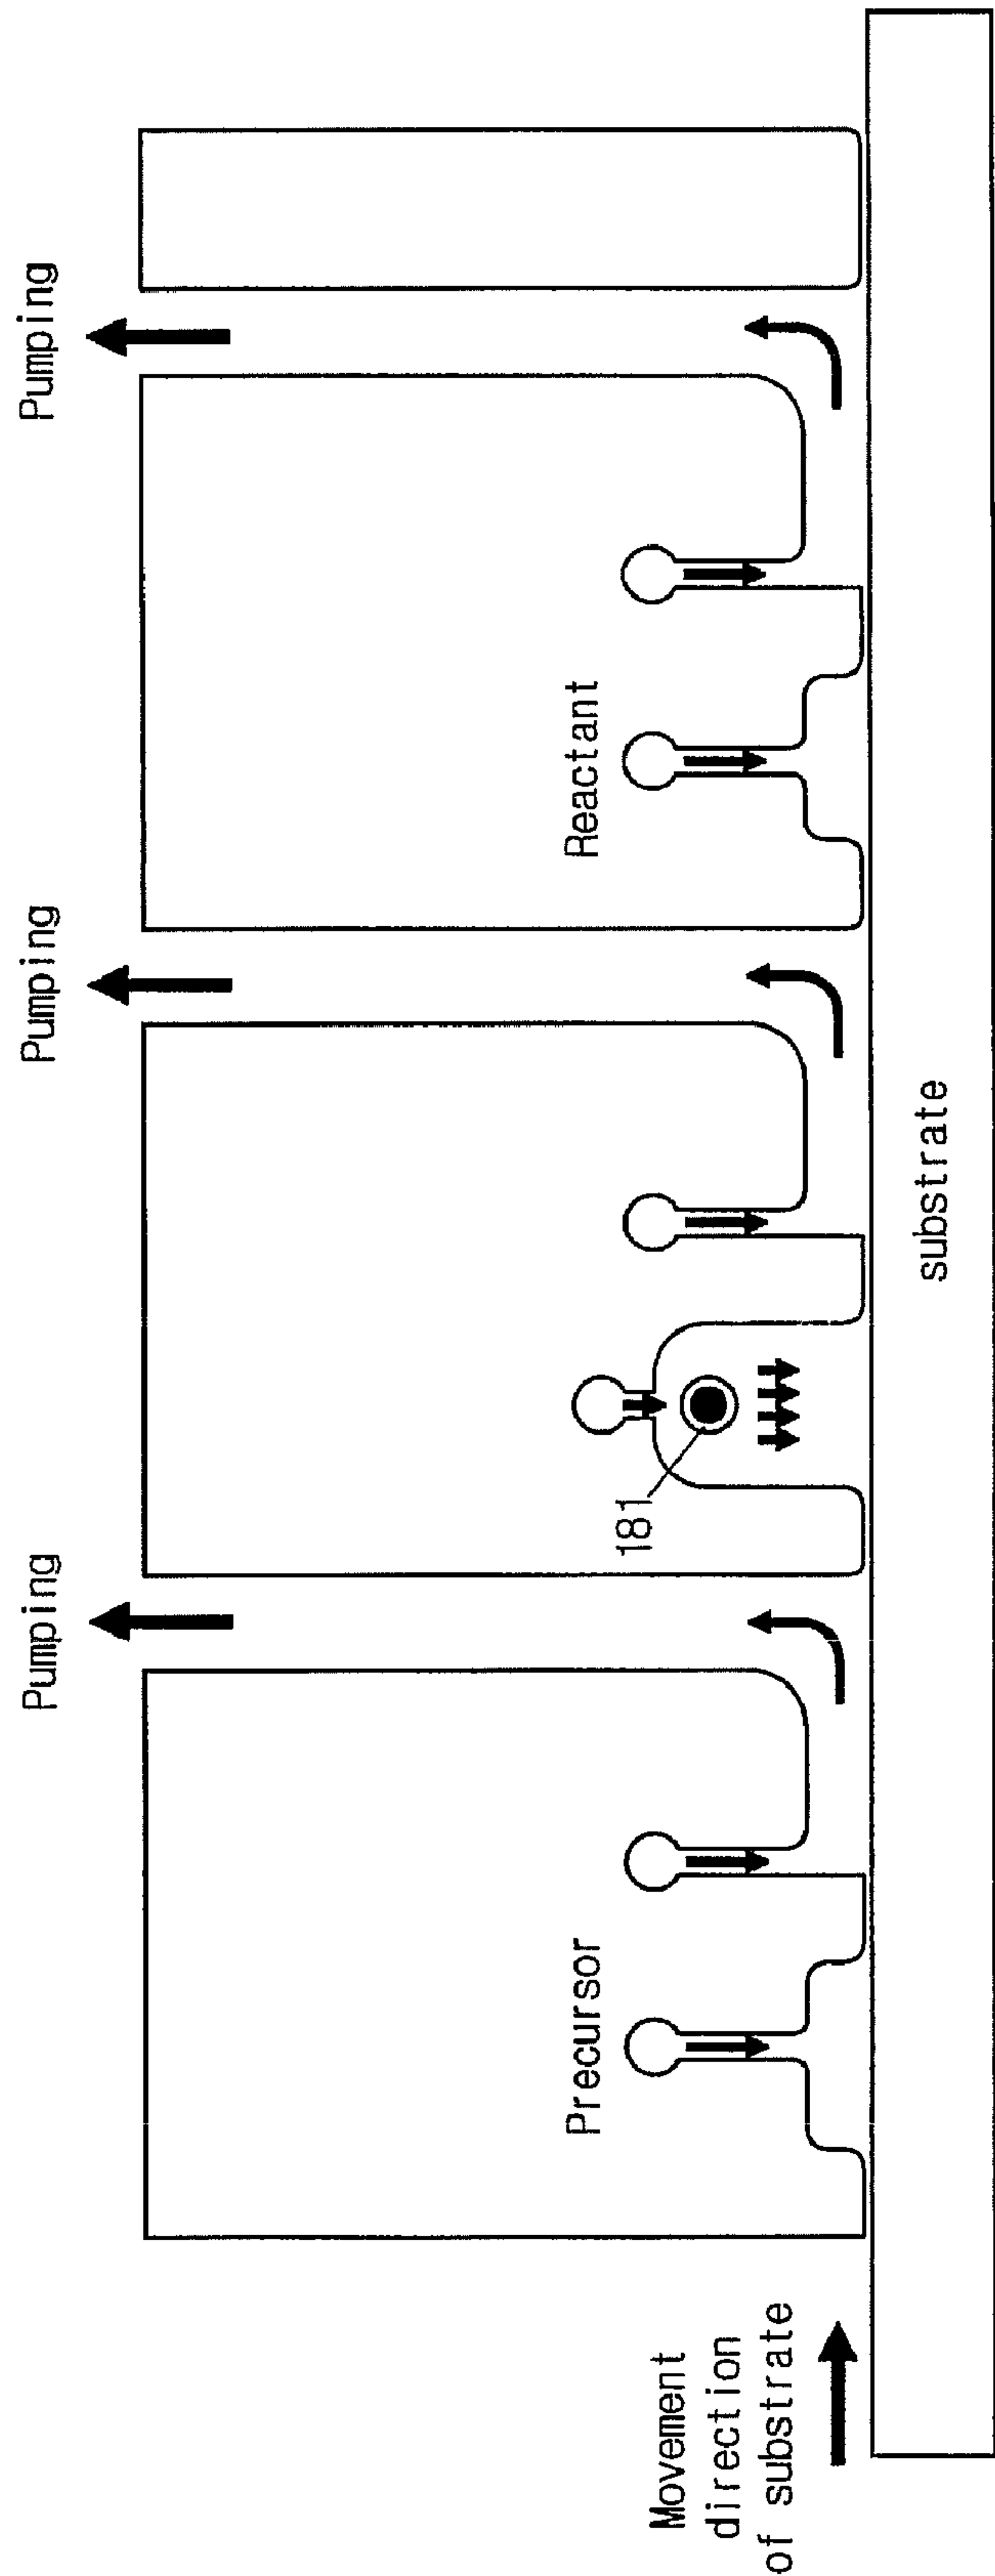 Pumping
Pumping
Pumping
Precursor
181
Reactant
Movement
direction
of substrate
substrate